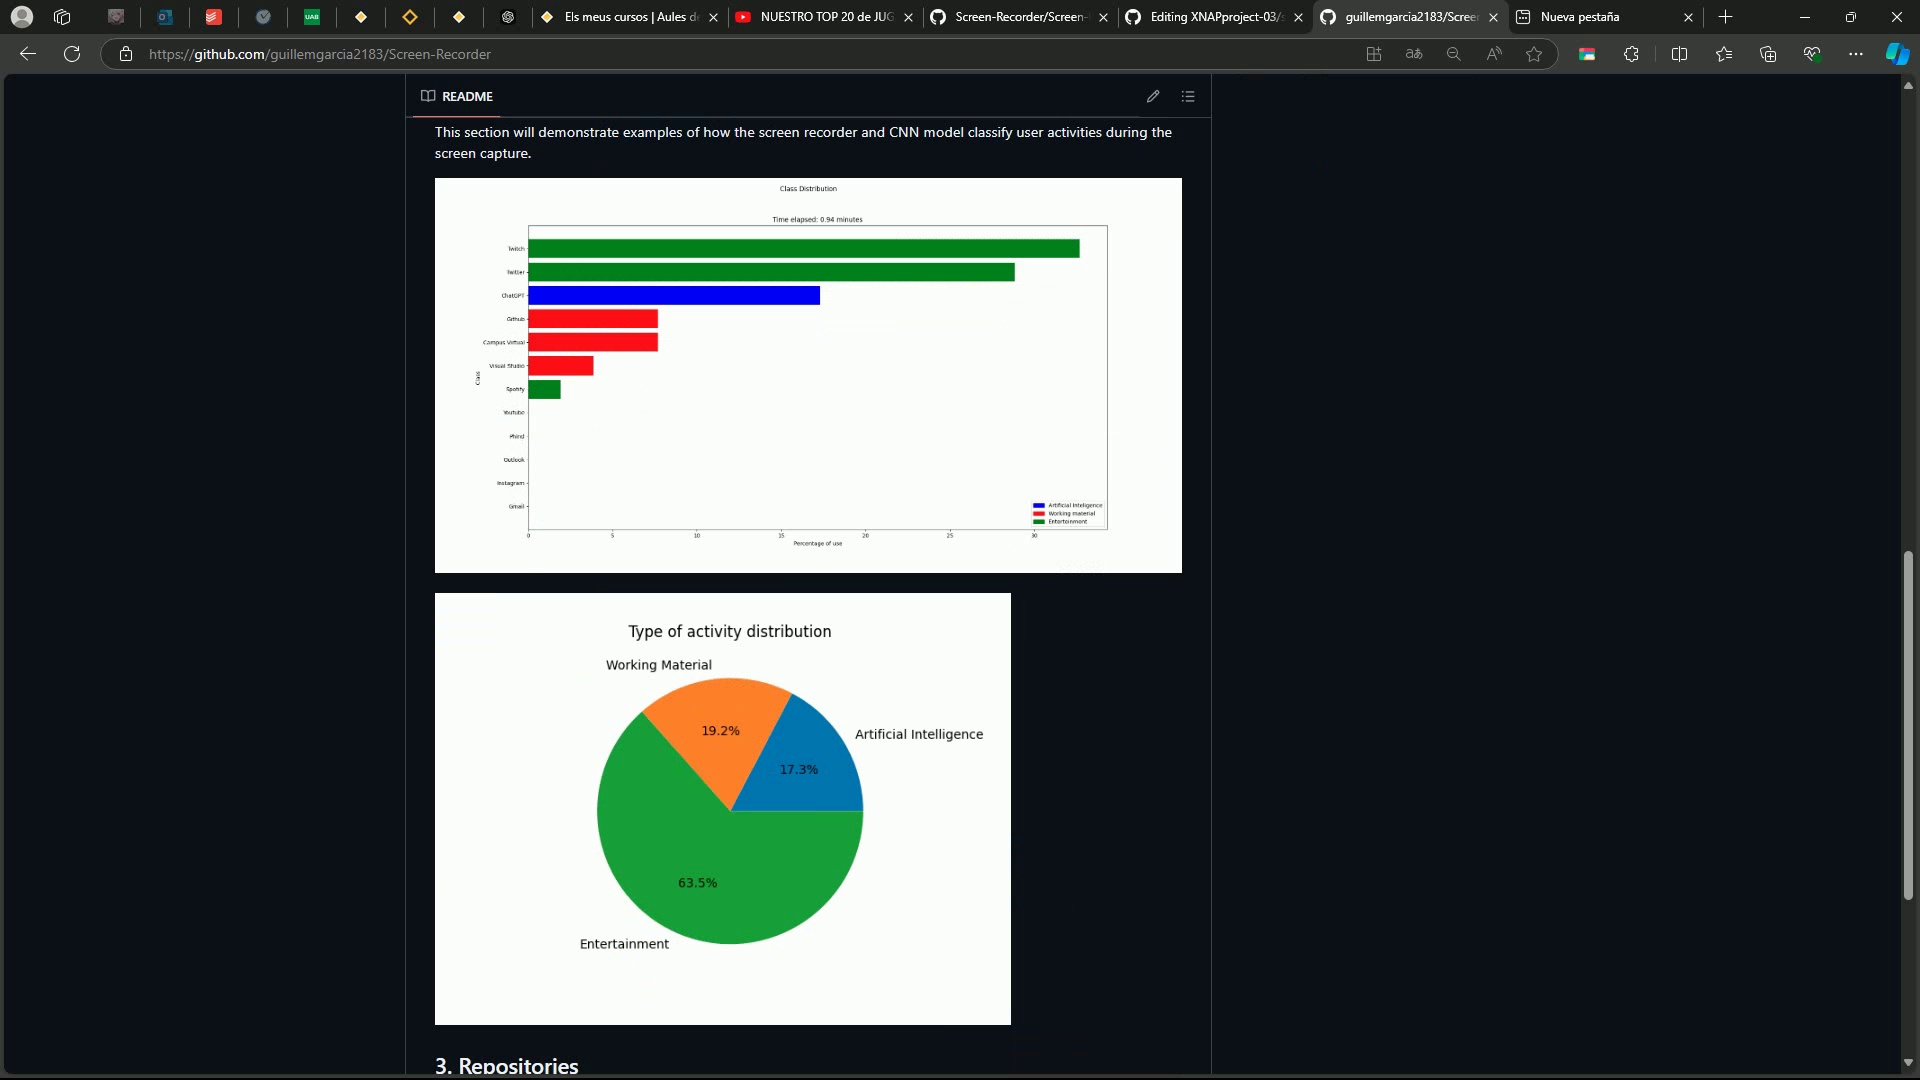 UAB
Els meus cursos | Aules d
NUESTRO TOP 20 de JUG
Screen-Recorder/Screen-
Editing XNAPproject-03/s
guillemgarcia2183/Screen
Nueva pestaña
https://github.com/guillemgarcia2183/Screen-Recorder
README
This section will demonstrate examples of how the screen recorder and CNN model classify user activities during the
screen capture.
Class Distribution
Time elapsed: 0.94 minutes
Twitch
Twitter
ChatGPT
Github
Campus Virtual
Visual Studio
Spotify
Youtube
Phind
Outlook
Instagram
Gmail
Class
Artificial Inteligence
Working material
Entertainment
0 5 10 15 20 25 30
Percentage of use
Type of activity distribution
Working Material
19.2%
Artificial Intelligence
17.3%
63.5%
Entertainment
3. Repositories